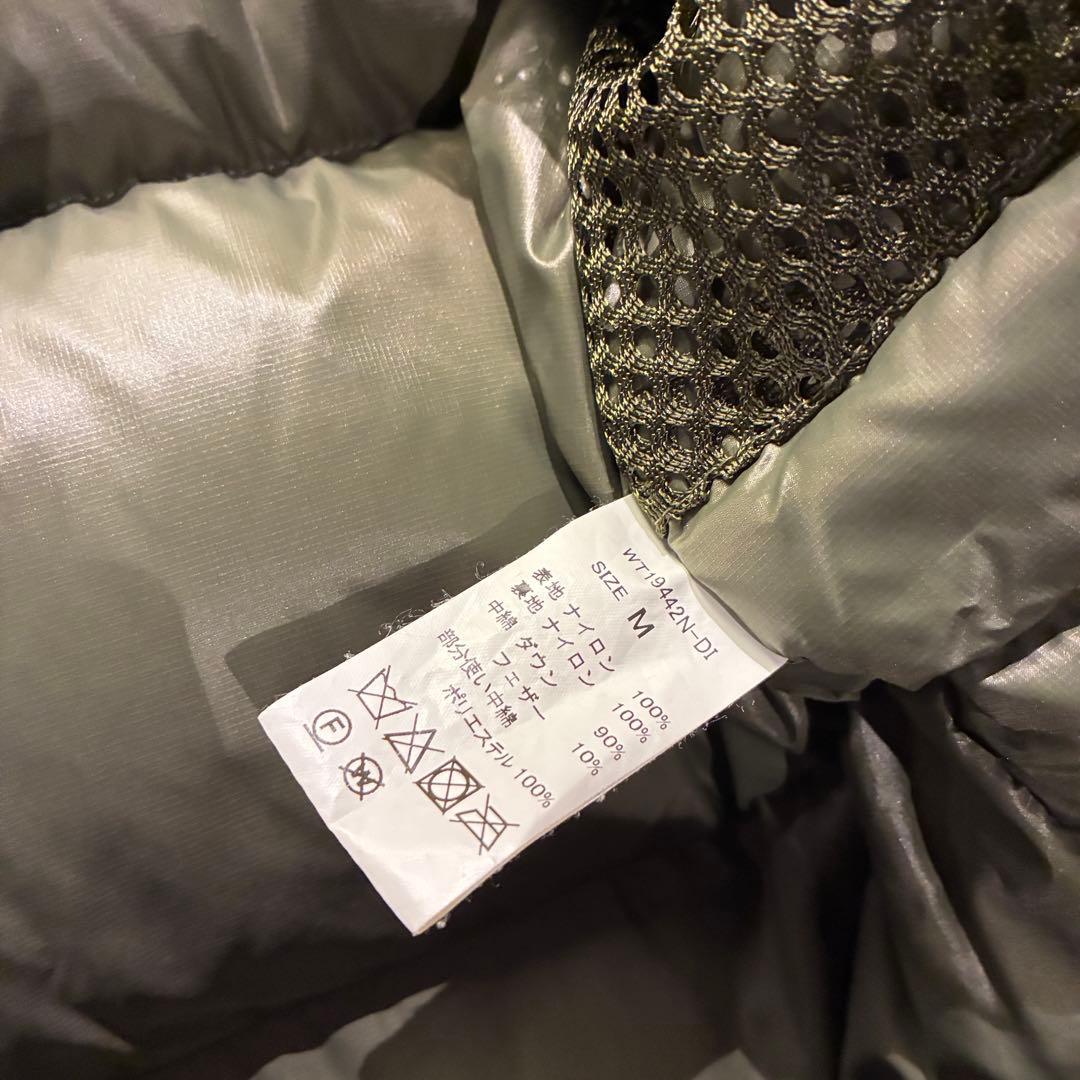 WT19442N-DI
SIZE M
表地 ナイロン 100%
裏地 ナイロン 100%
中綿 ダウン 90%
フェザー 10%
部分使い中綿
ポリエステル 100%
F
W